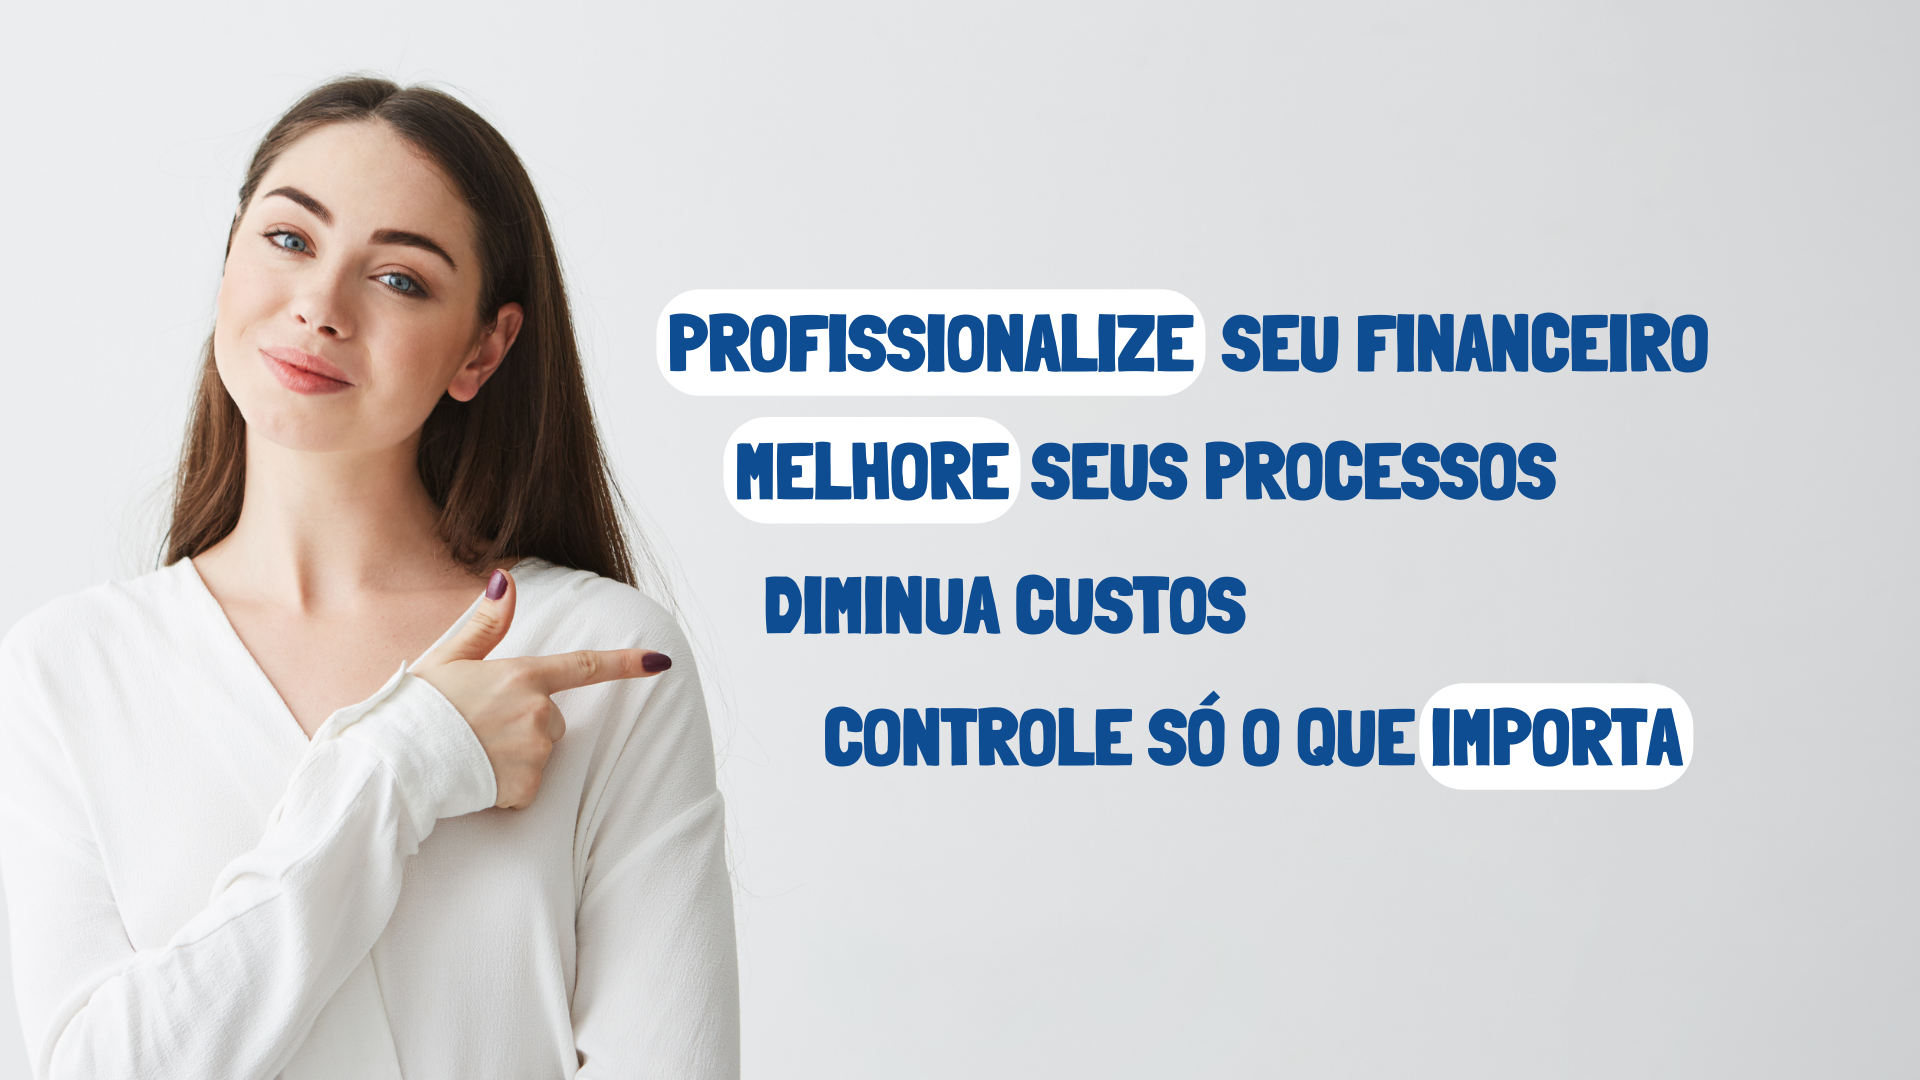 PROFISSIONALIZE SEU FINANCEIRO
MELHORE SEUS PROCESSOS
DIMINUA CUSTOS
CONTROLE SÓ O QUE IMPORTA